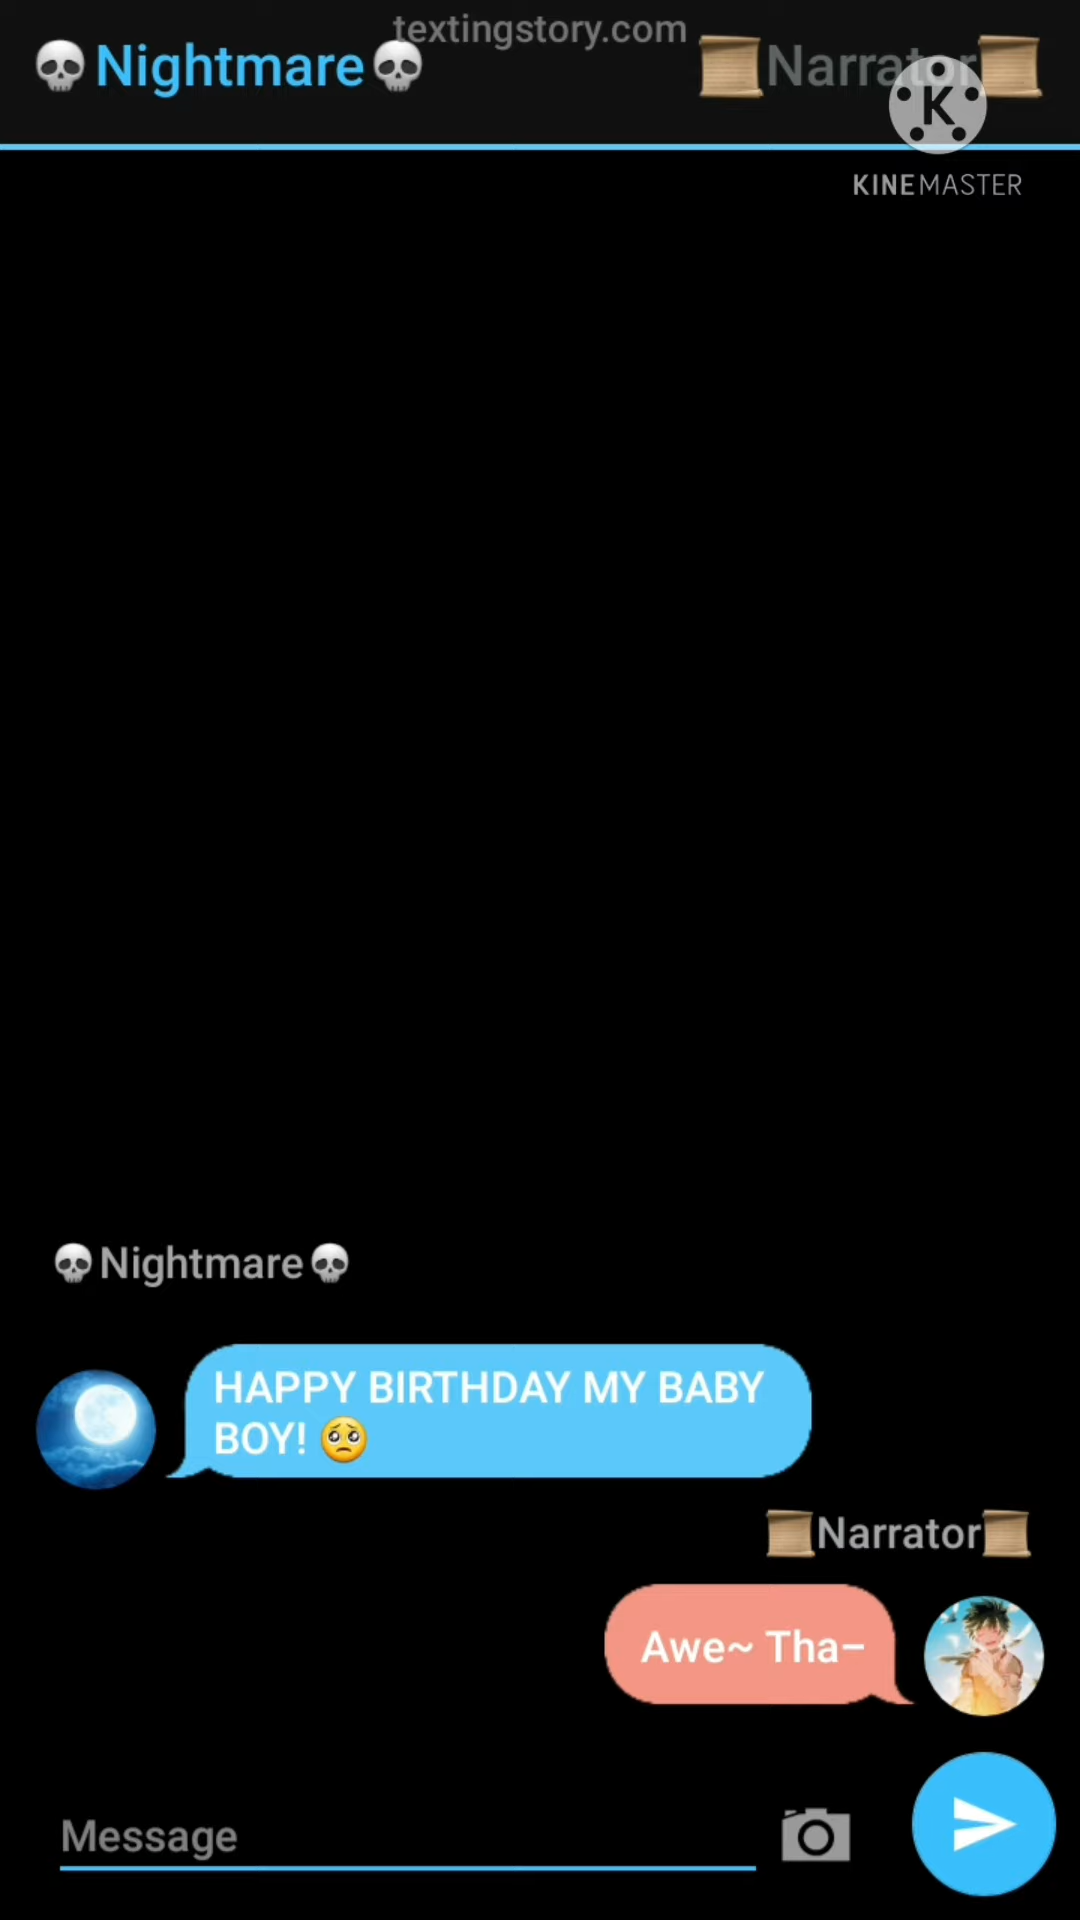 textingstory.com
💀Nightmare💀 📜Narrator📜
K
KINEMASTER
💀Nightmare💀
HAPPY BIRTHDAY MY BABY
BOY! 🥺
📜Narrator📜
Awe~ Tha–
Message